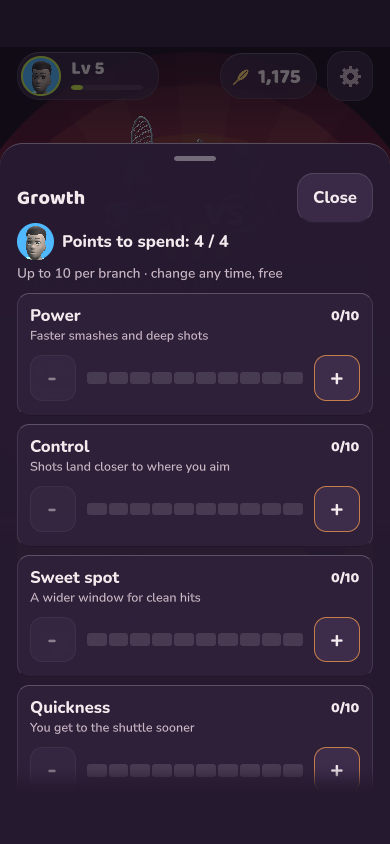 Lv 5
1,175
Growth
Close
Points to spend: 4 / 4
Up to 10 per branch · change any time, free
Power
0/10
Faster smashes and deep shots
-
+
Control
0/10
Shots land closer to where you aim
-
+
Sweet spot
0/10
A wider window for clean hits
-
+
Quickness
0/10
You get to the shuttle sooner
-
+